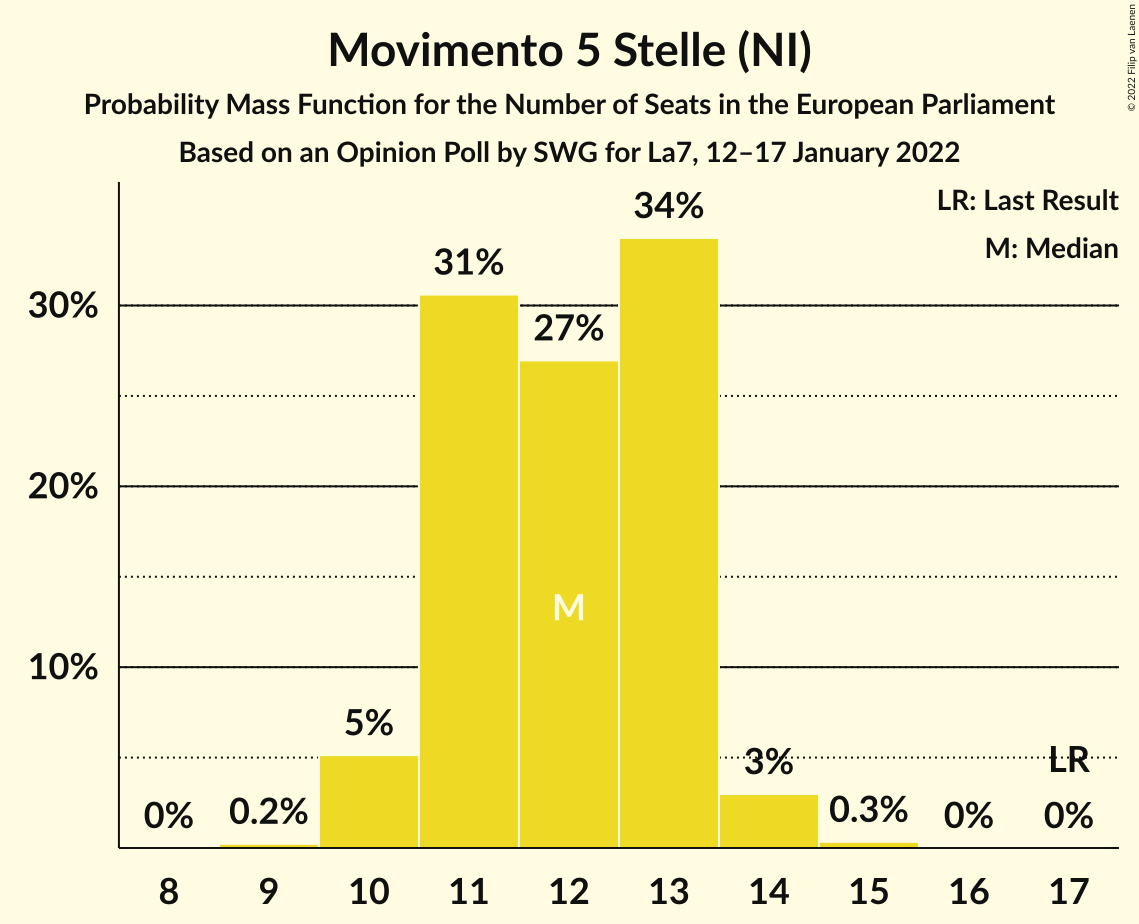 Movimento 5 Stelle (NI)
Probability Mass Function for the Number of Seats in the European Parliament
Based on an Opinion Poll by SWG for La7, 12–17 January 2022
© 2022 Filip van Laenen
LR: Last Result
M: Median
34%
31%
27%
30%
20%
10%
M
5%
3%
LR
0%
0.2%
0.3%
0%
0%
8 9 10 11 12 13 14 15 16 17